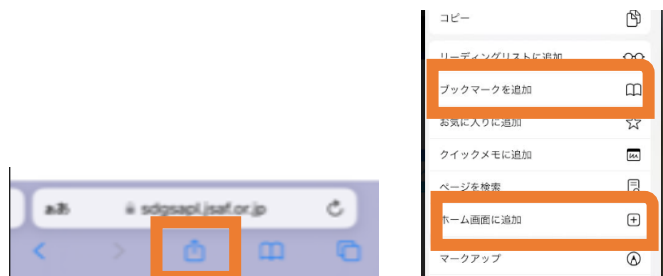 ああ
sdgsapl.jsaf.or.jp
コピー
リーディングリストに追加
ブックマークを追加
お気に入りに追加
クイックメモに追加
ページを検索
ホーム画面に追加
マークアップ